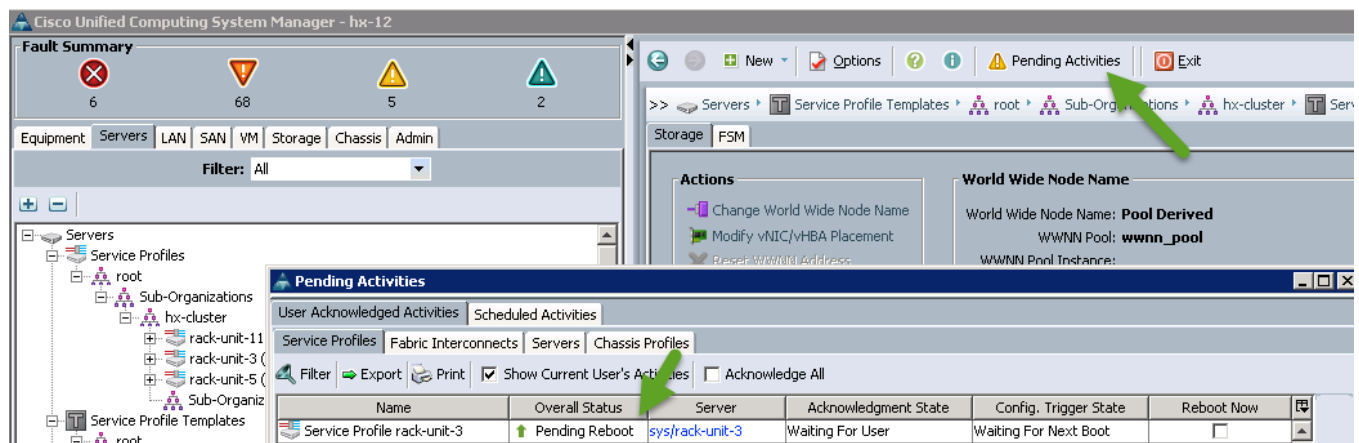 Cisco Unified Computing System Manager - hx-12
Fault Summary
6 68 5 2
New Options Pending Activities Exit
>> Servers Service Profile Templates root Sub-Organizations hx-cluster
Equipment Servers LAN SAN VM Storage Chassis Admin
Filter: All
Storage FSM
Actions
Change World Wide Node Name
Modify vNIC/vHBA Placement
Reset WWNN Address
World Wide Node Name
World Wide Node Name: Pool Derived
WWNN Pool: wwnn_pool
WWNN Pool Instance:
Servers
Service Profiles
root
Sub-Organizations
hx-cluster
rack-unit-11
rack-unit-3 (
rack-unit-5 (
Sub-Organiz
Service Profile Templates
root
Pending Activities
User Acknowledged Activities Scheduled Activities
Service Profiles Fabric Interconnects Servers Chassis Profiles
Filter Export Print Show Current User's Activities Acknowledge All
Name Overall Status Server Acknowledgment State Config. Trigger State Reboot Now
Service Profile rack-unit-3 Pending Reboot sys/rack-unit-3 Waiting For User Waiting For Next Boot